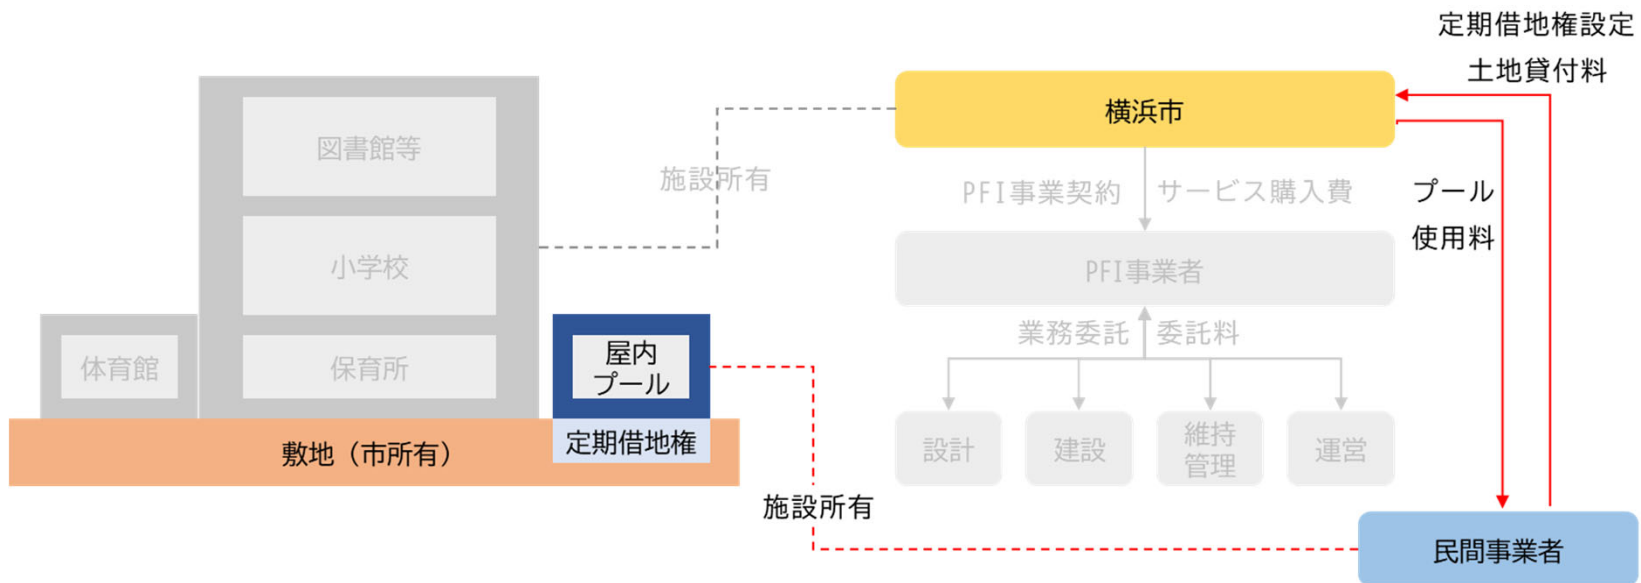 定期借地権設定
土地貸付料
横浜市
図書館等
施設所有
PFI事業契約
サービス購入費
プール
使用料
小学校
PFI事業者
業務委託
委託料
体育館
保育所
屋内
プール
設計
建設
維持
管理
運営
敷地（市所有）
定期借地権
施設所有
民間事業者